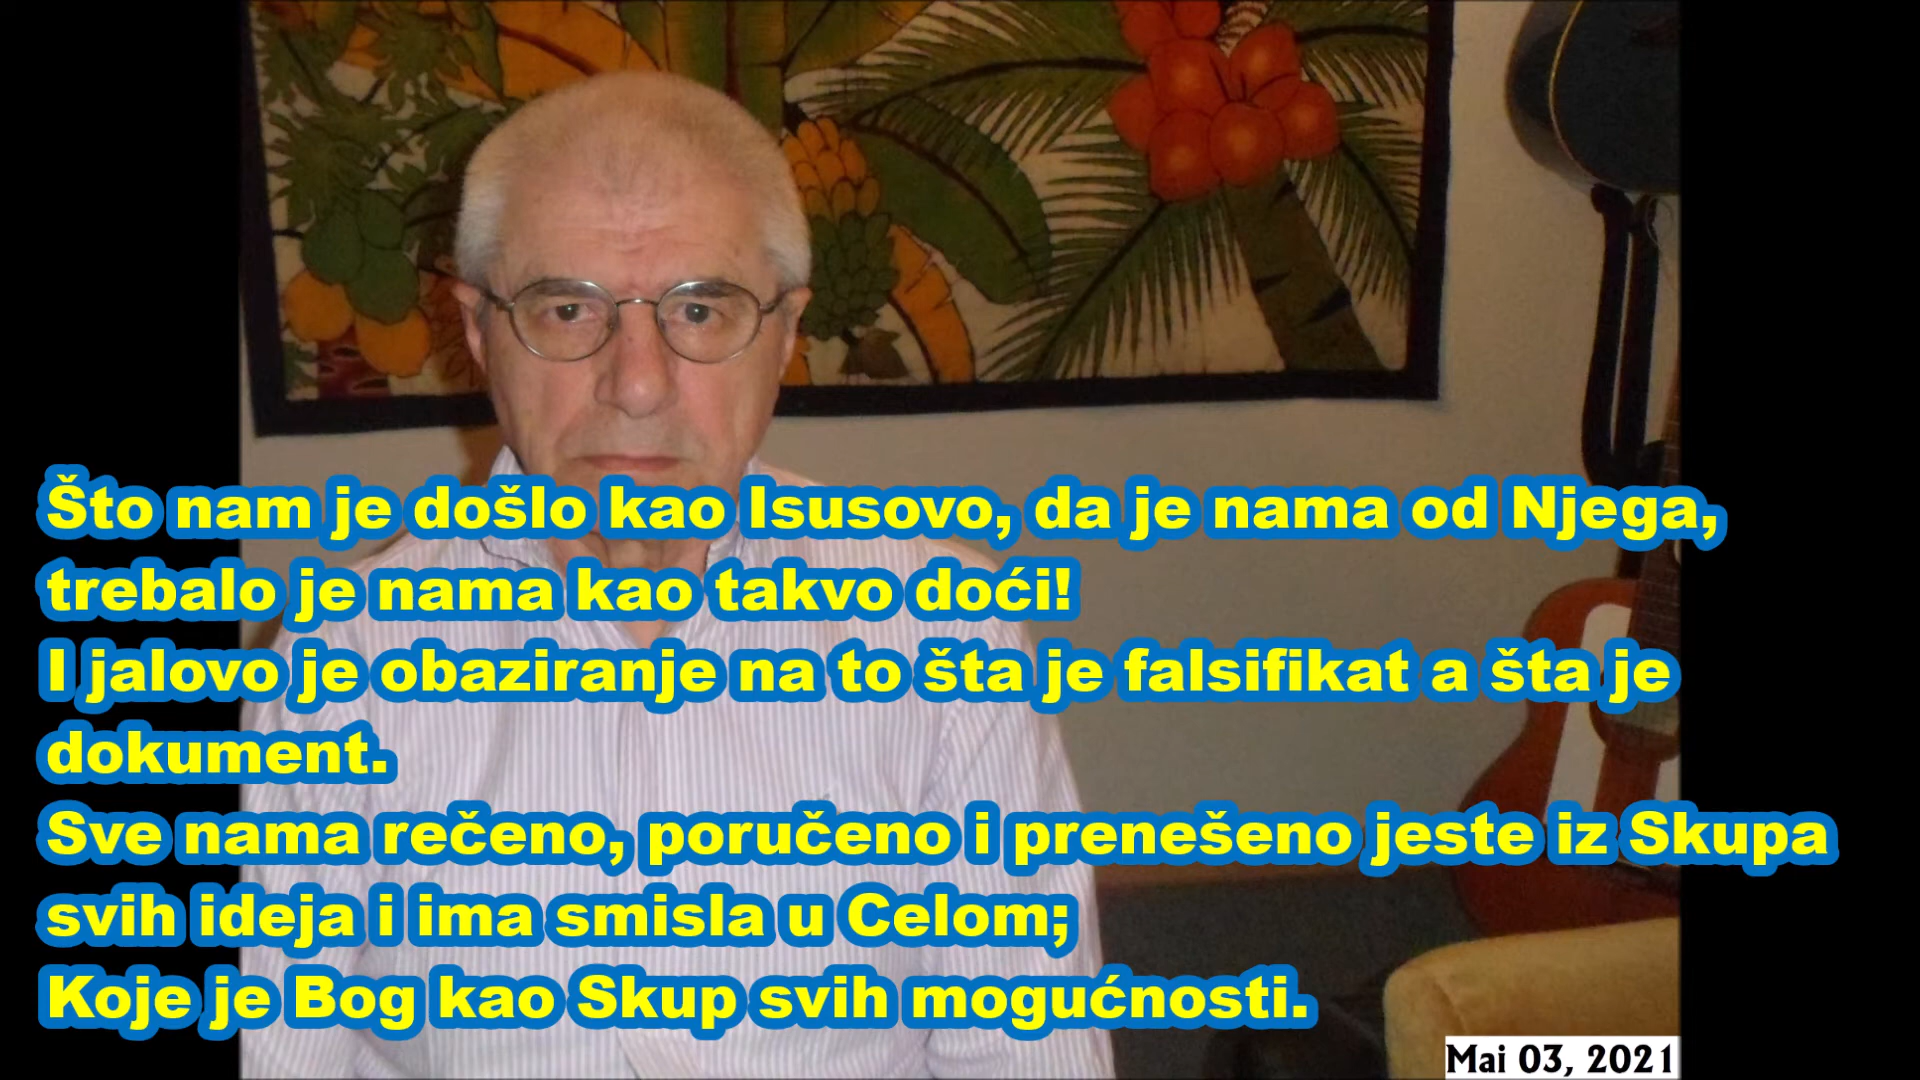 Što nam je došlo kao Isusovo, da je nama od Njega,
trebalo je nama kao takvo doći!
I jalovo je obaziranje na to šta je falsifikat a šta je
dokument.
Sve nama rečeno, poručeno i prenešeno jeste iz Skupa
svih ideja i ima smisla u Celom;
Koje je Bog kao Skup svih mogućnosti.
Mai 03, 2021